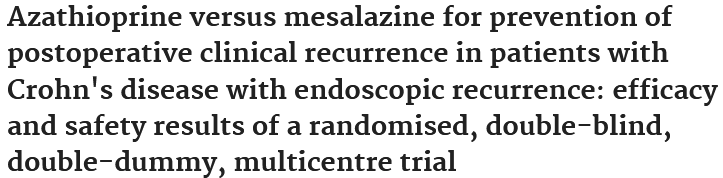 Azathioprine versus mesalazine for prevention of
postoperative clinical recurrence in patients with
Crohn's disease with endoscopic recurrence: efficacy
and safety results of a randomised, double-blind,
double-dummy, multicentre trial